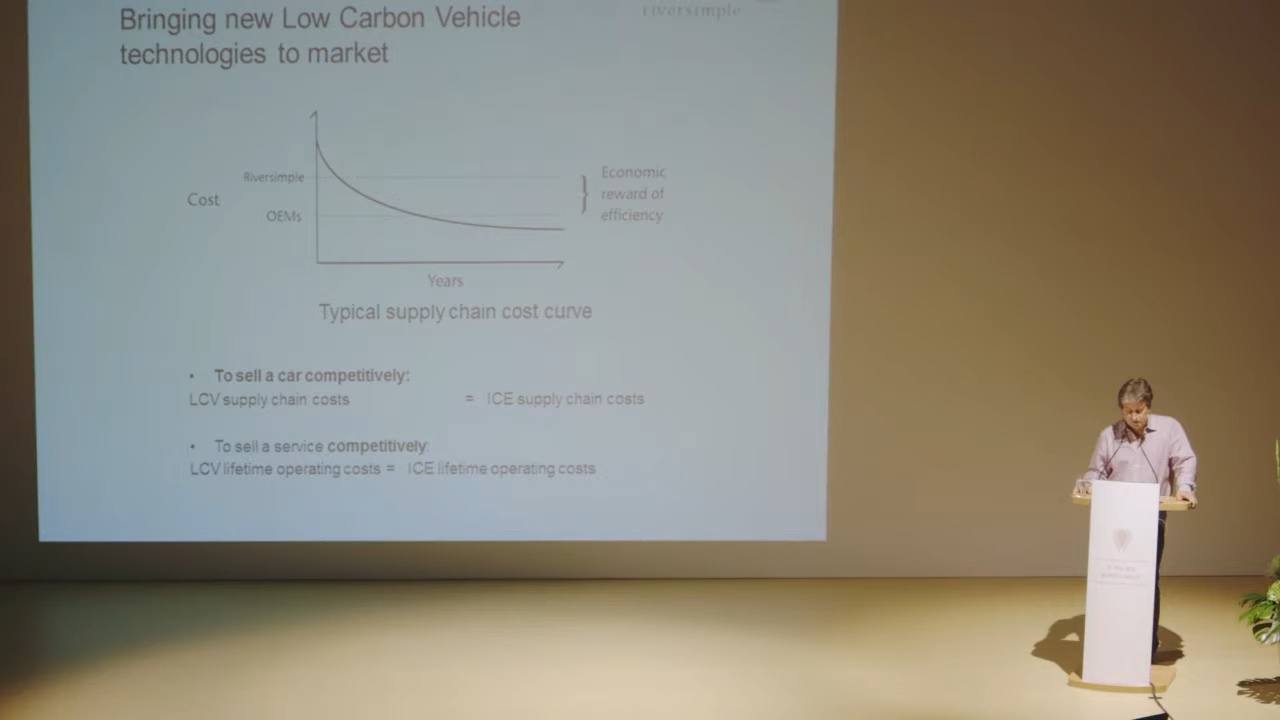 Bringing new Low Carbon Vehicle
technologies to market
riversimple
Riversimple
Cost
OEMs
Economic
reward of
efficiency
Years
Typical supply chain cost curve
• To sell a car competitively:
LCV supply chain costs = ICE supply chain costs
• To sell a service competitively:
LCV lifetime operating costs = ICE lifetime operating costs